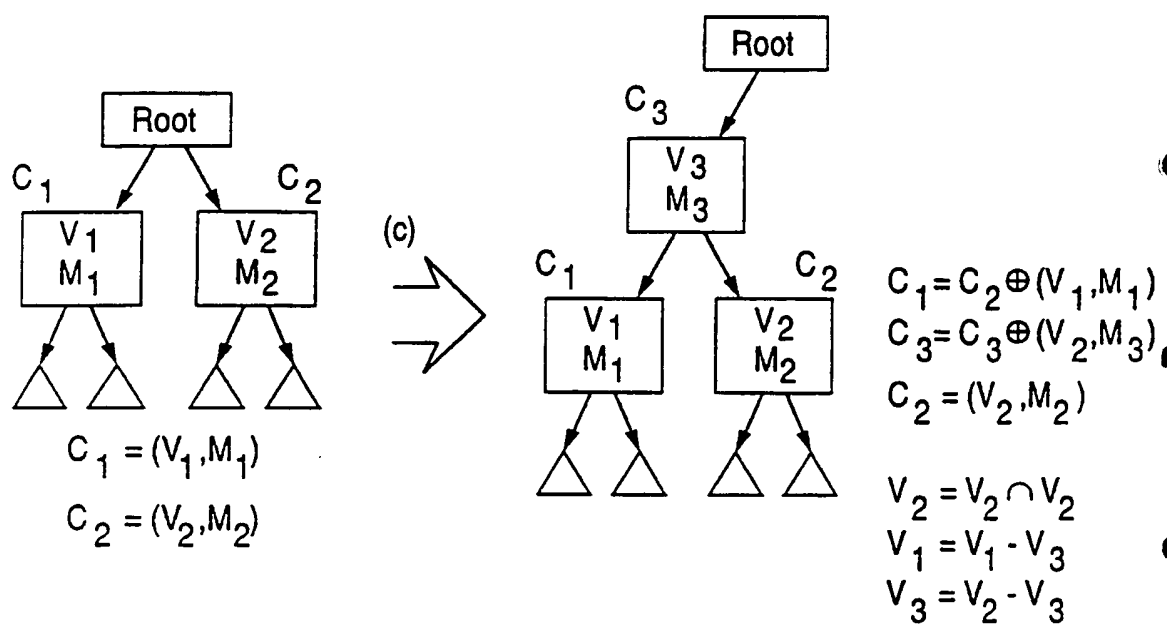 Root
C₁
C₂
V₁
M₁
V₂
M₂
C₁ = (V₁,M₁)
C₂ = (V₂,M₂)
(c)
Root
C₃
V₃
M₃
C₁
C₂
V₁
M₁
V₂
M₂
C₁ = C₂ ⊕ (V₁,M₁)
C₃ = C₃ ⊕ (V₂,M₃)
C₂ = (V₂,M₂)
V₂ = V₂ ∩ V₂
V₁ = V₁ - V₃
V₃ = V₂ - V₃